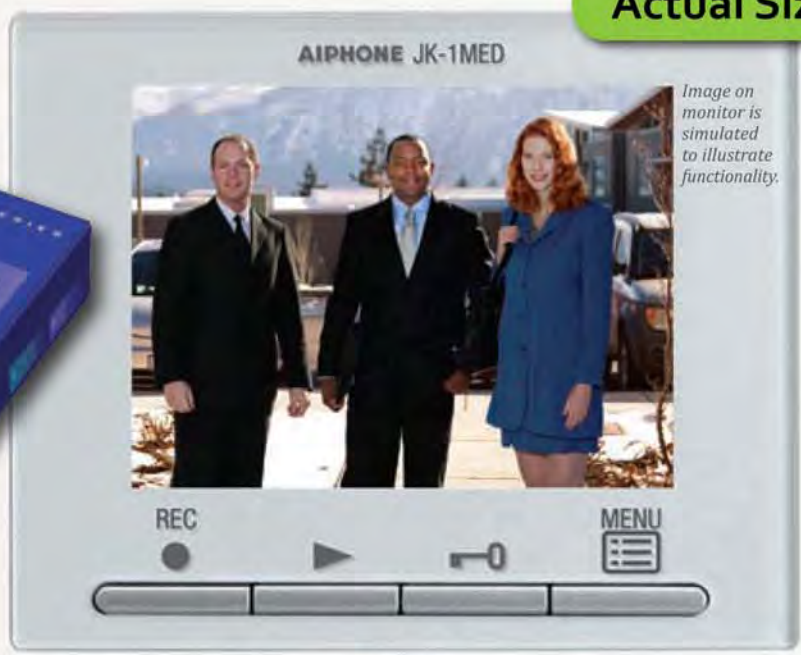 Actual Siz
AIPHONE JK-1MED
Image on
monitor is
simulated
to illustrate
functionality.
REC
MENU